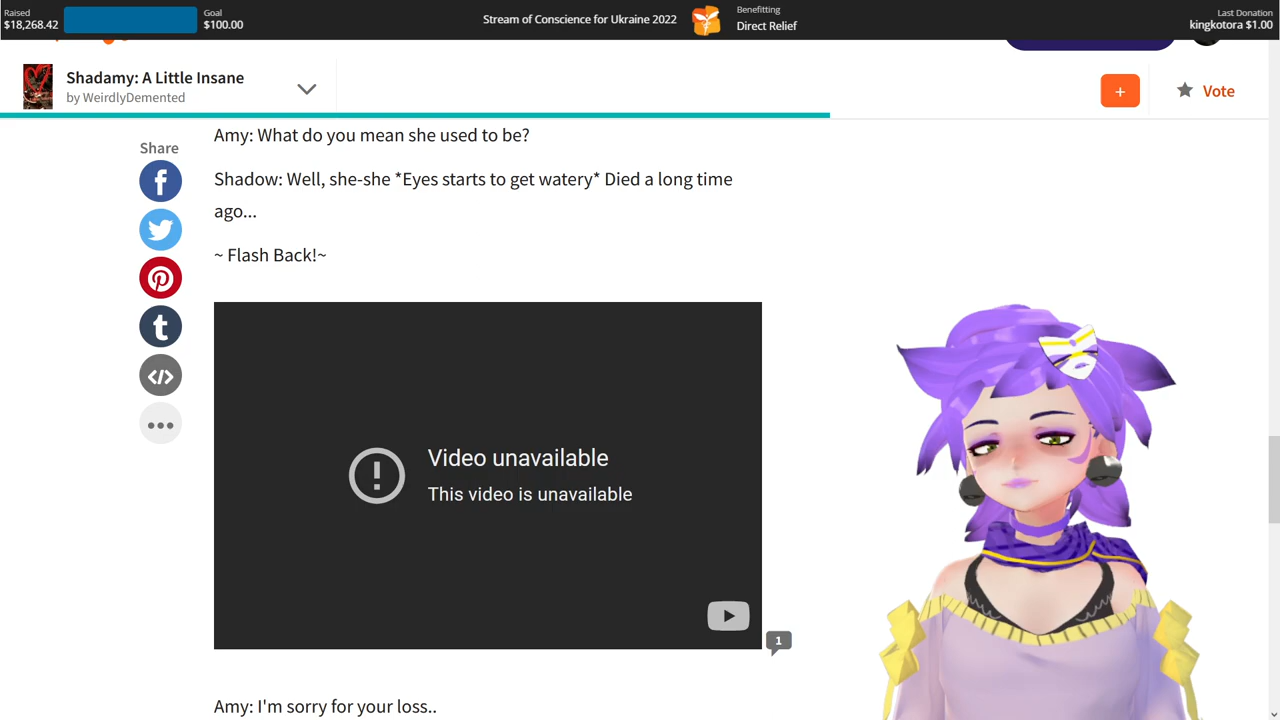 Raised
$18,268.42
Goal
$100.00
Stream of Conscience for Ukraine 2022
Benefitting
Direct Relief
Last Donation
kingkotora $1.00
Shadamy: A Little Insane
by WeirdlyDemented
+
Vote
Share
Amy: What do you mean she used to be?
Shadow: Well, she-she *Eyes starts to get watery* Died a long time
ago...
~ Flash Back!~
Video unavailable
This video is unavailable
1
Amy: I'm sorry for your loss..